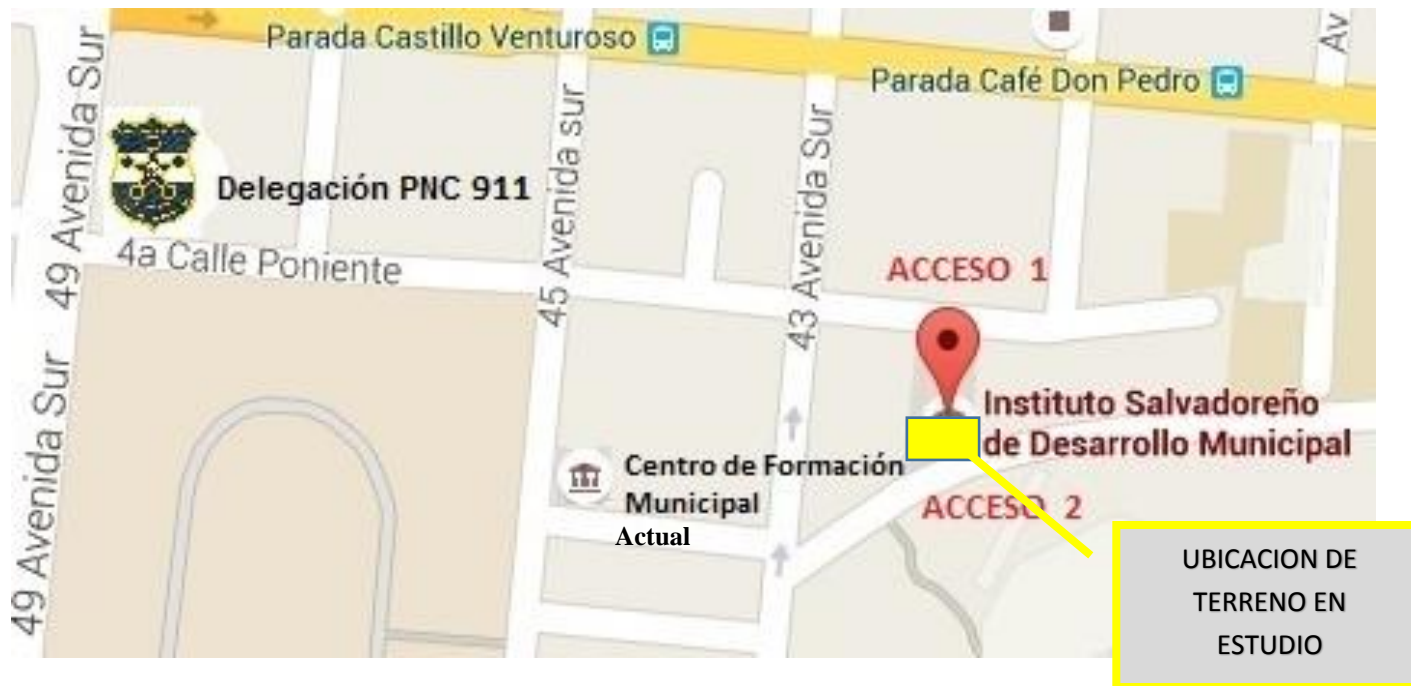 Parada Castillo Venturoso
Parada Café Don Pedro
Av
49 Avenida Sur
45 Avenida sur
43 Avenida Sur
Delegación PNC 911
4a Calle Poniente
ACCESO 1
49 Avenida Sur
Instituto Salvadoreño
de Desarrollo Municipal
Centro de Formación
Municipal
Actual
ACCESO 2
UBICACION DE
TERRENO EN
ESTUDIO